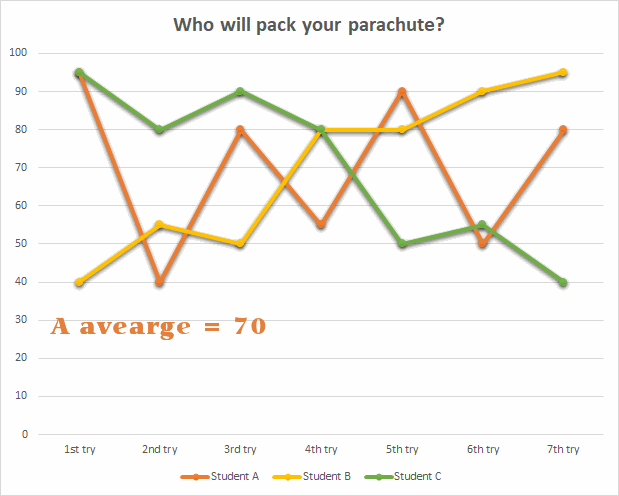 Who will pack your parachute?
100
90
80
70
60
50
40
30
A avearge = 70
20
10
0
1st try 2nd try 3rd try 4th try 5th try 6th try 7th try
Student A Student B Student C